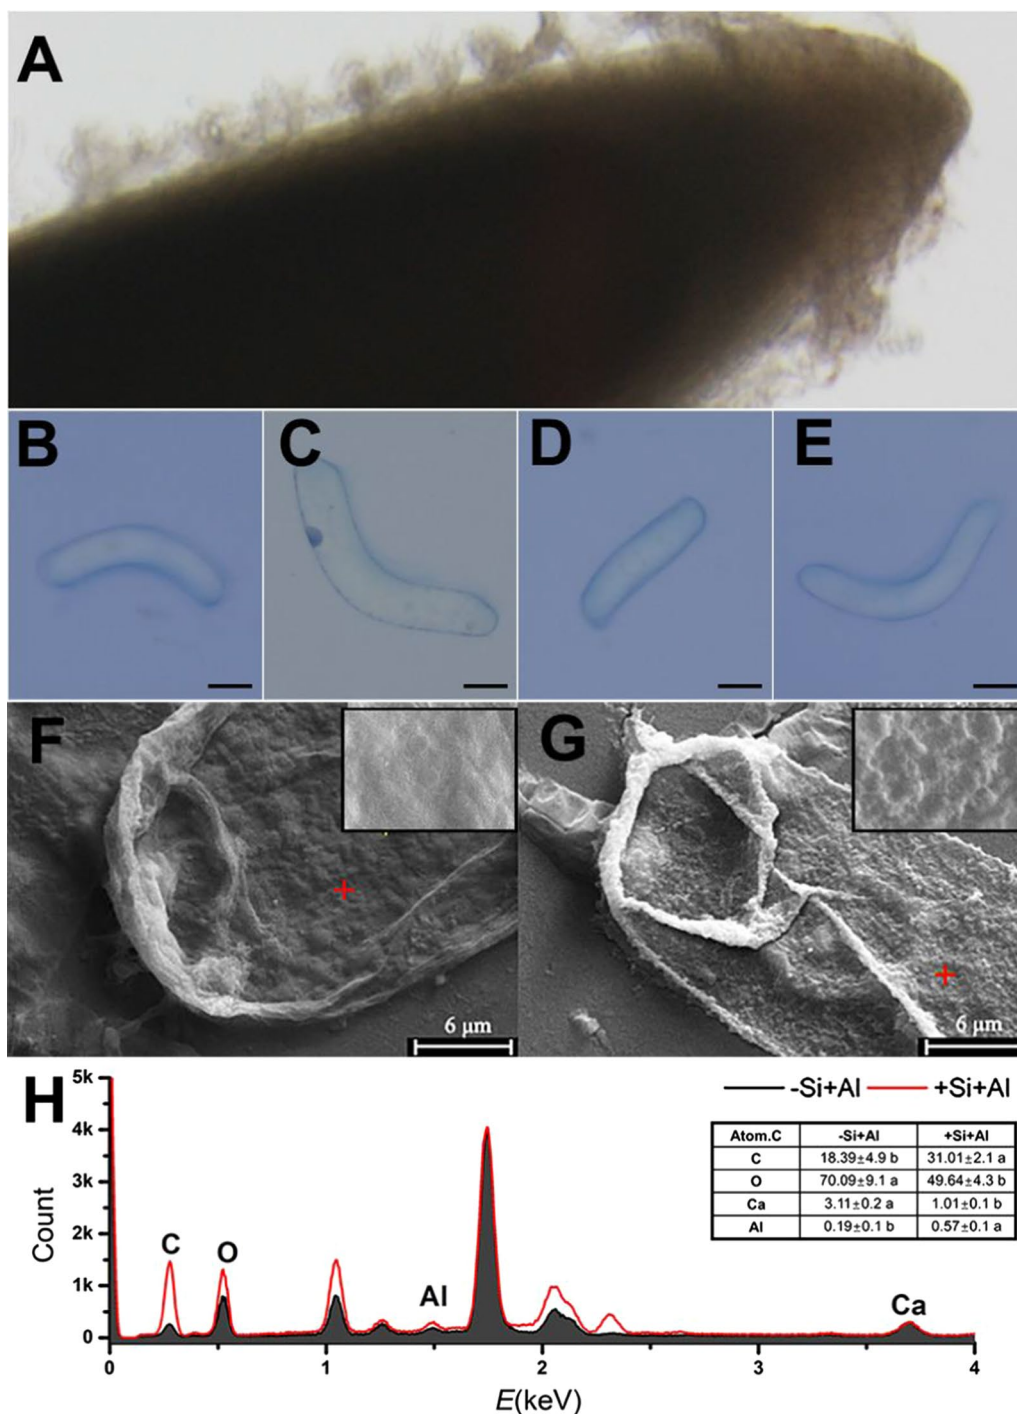 A
B
C
D
E
F
6 µm
G
6 µm
H
5k
4k
3k
2k
1k
0
Count
C
O
Al
Ca
-Si+Al
+Si+Al
Atom.C -Si+Al +Si+Al
C 18.39±4.9 b 31.01±2.1 a
O 70.09±9.1 a 49.64±4.3 b
Ca 3.11±0.2 a 1.01±0.1 b
Al 0.19±0.1 b 0.57±0.1 a
0 1 2 3 4
E(keV)